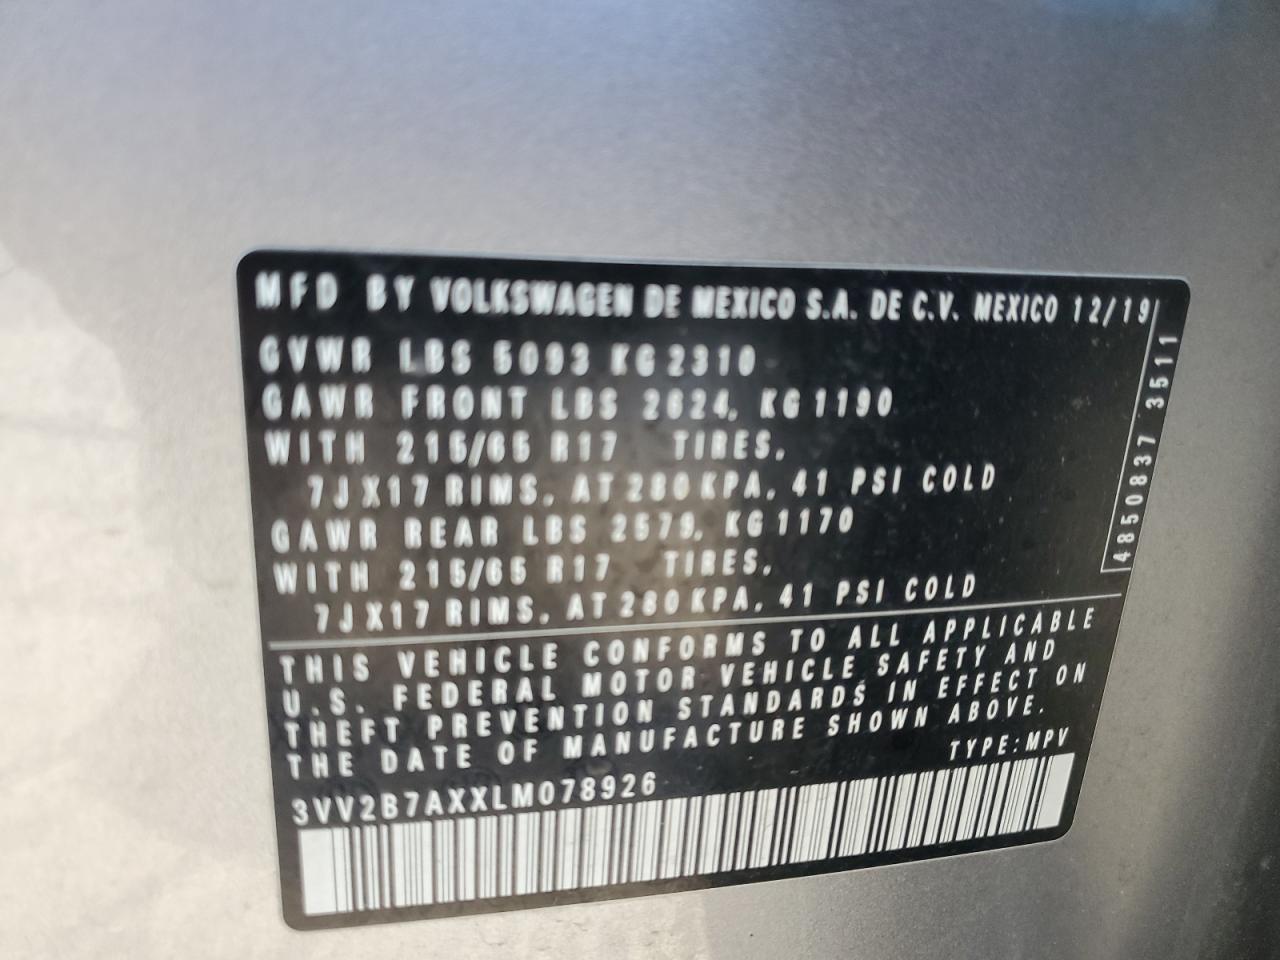 MFD BY VOLKSWAGEN DE MEXICO S.A. DE C.V. MEXICO 12/19
GVWR LBS 5093 KG 2310
GAWR FRONT LBS 2624, KG 1190
WITH 215/65 R17 TIRES,
7J X17 RIMS, AT 280 KPA, 41 PSI COLD
GAWR REAR LBS 2579, KG 1170
WITH 215/65 R17 TIRES,
7J X17 RIMS, AT 280 KPA, 41 PSI COLD
4850837 3511
THIS VEHICLE CONFORMS TO ALL APPLICABLE
U.S. FEDERAL MOTOR VEHICLE SAFETY AND
THEFT PREVENTION STANDARDS IN EFFECT ON
THE DATE OF MANUFACTURE SHOWN ABOVE.
TYPE: MPV
3VV2B7AXXLM078926